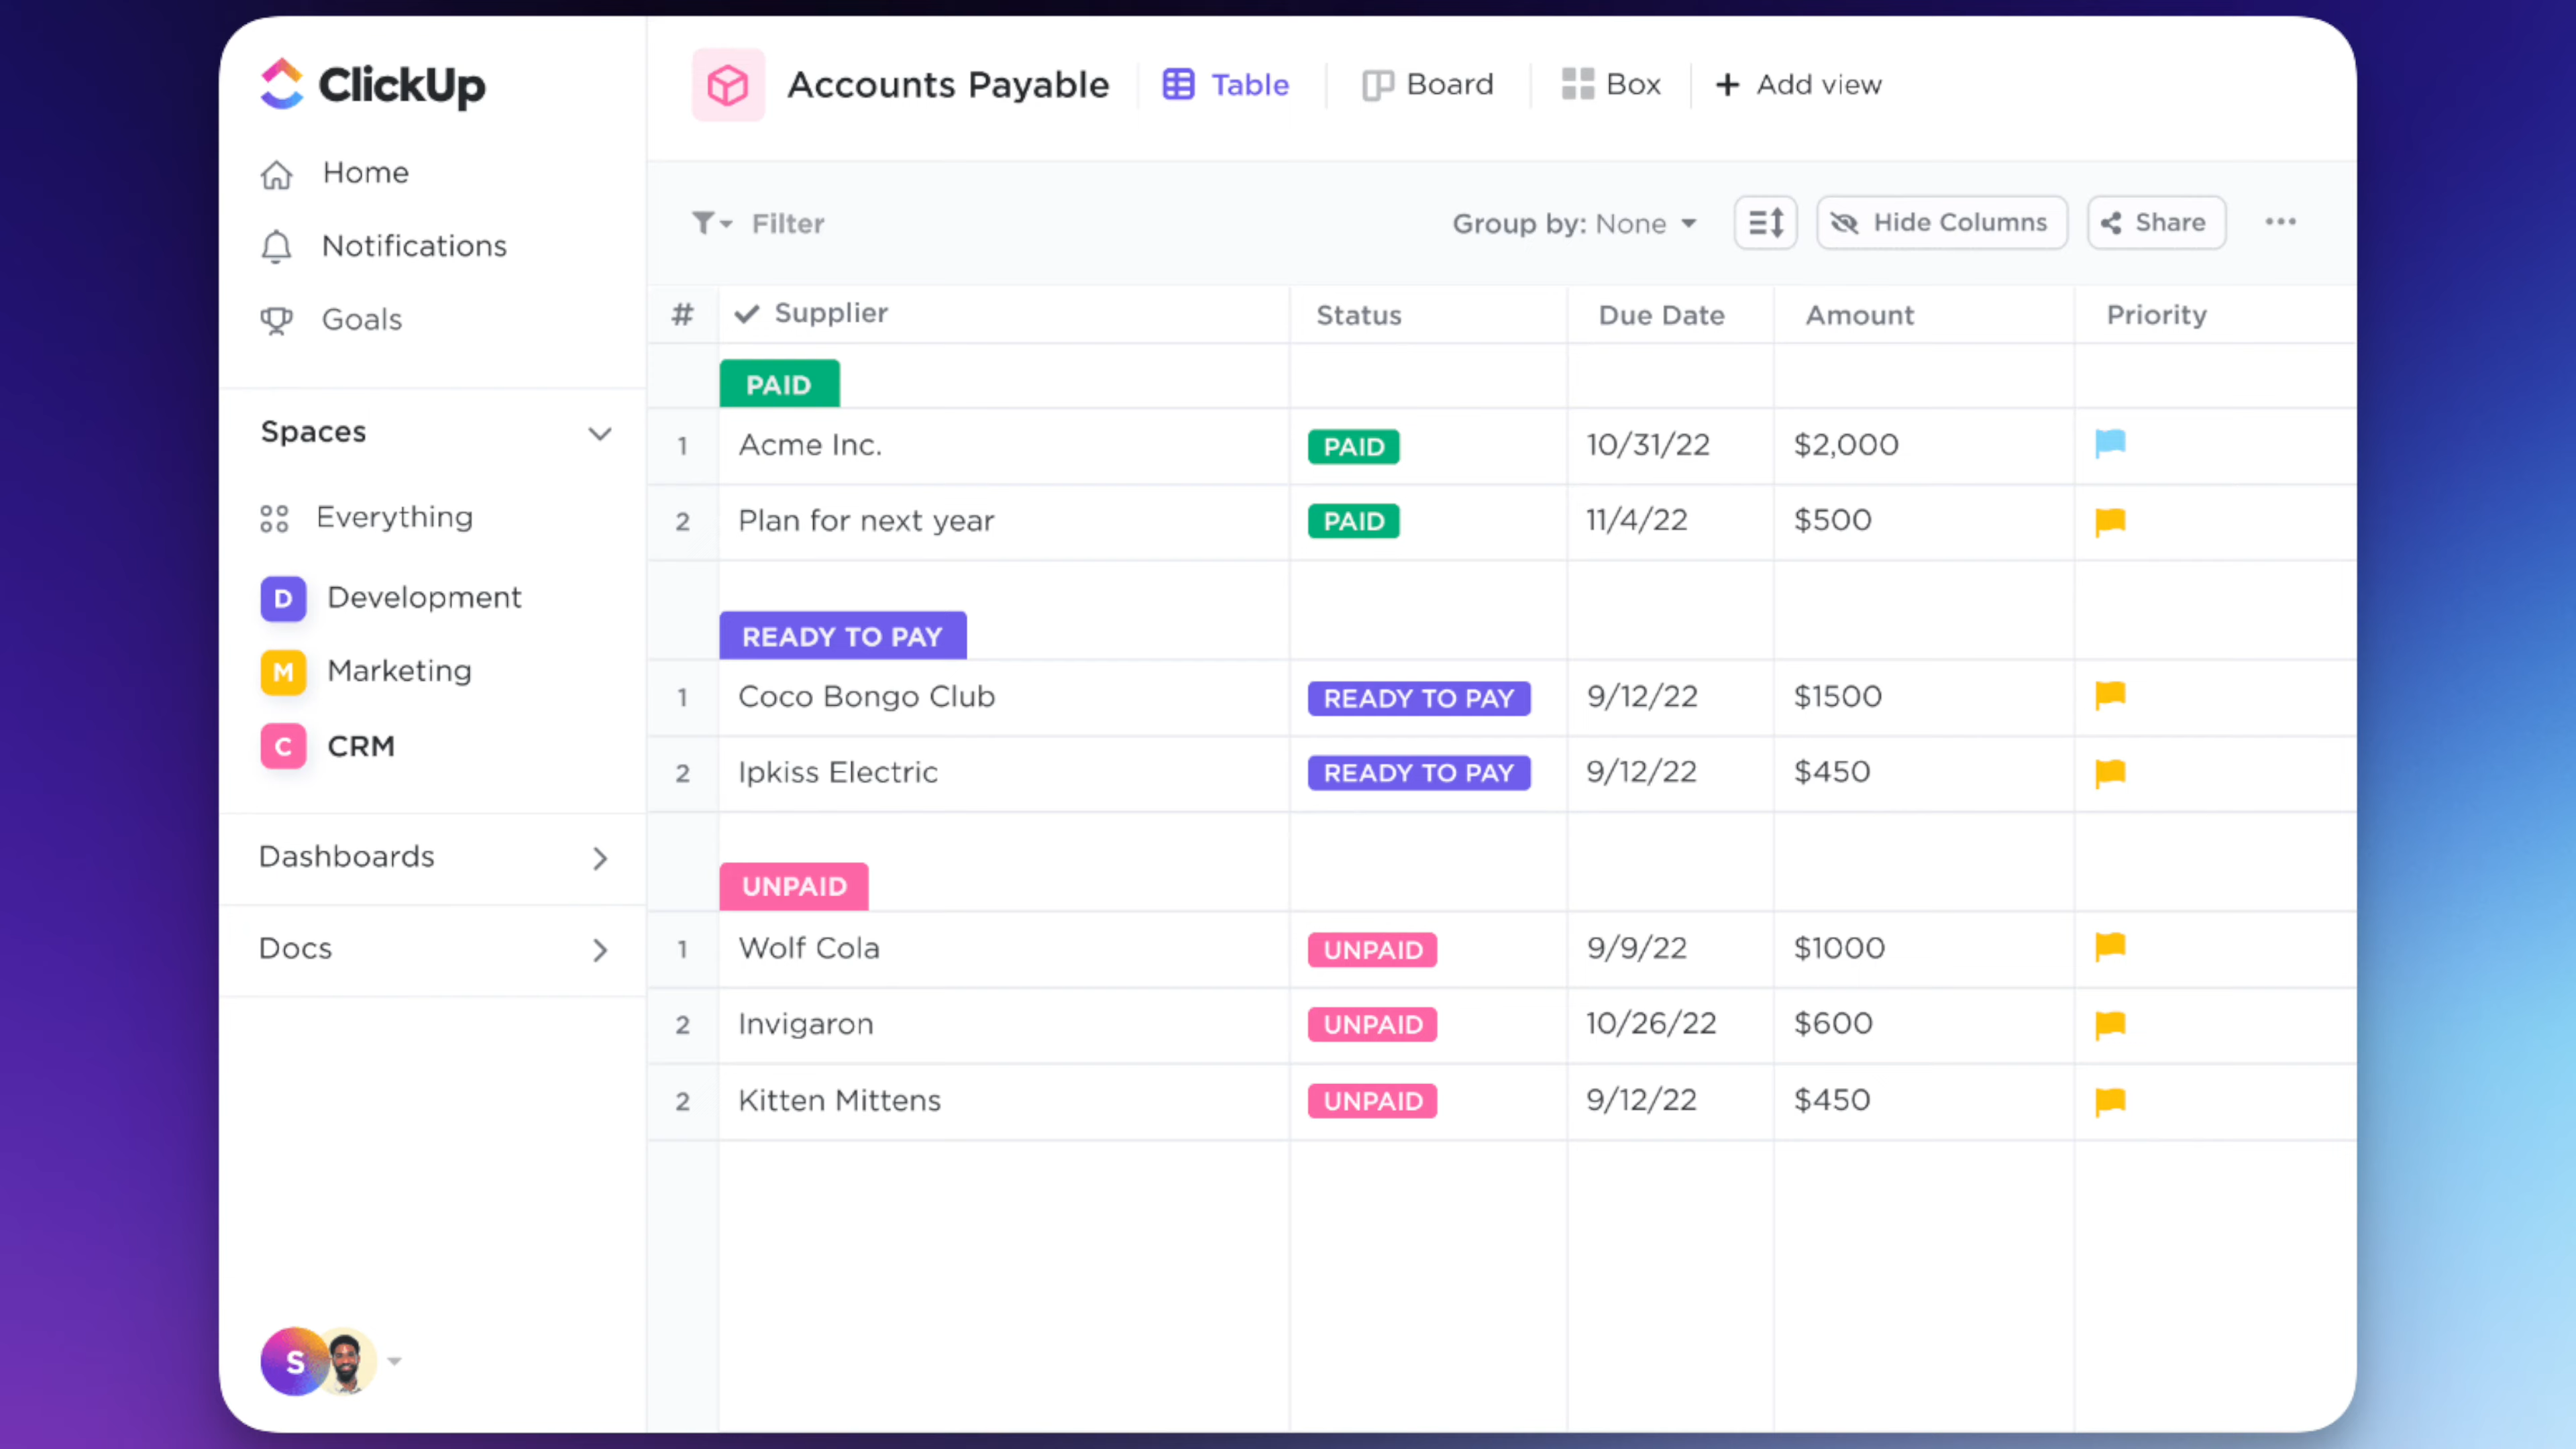 ClickUp
Home
Notifications
Goals
Spaces
Everything
D Development
M Marketing
C CRM
Dashboards
Docs
S
Accounts Payable Table Board Box + Add view
Filter Group by: None Hide Columns Share
# Supplier Status Due Date Amount Priority
PAID
1 Acme Inc. PAID 10/31/22 $2,000
2 Plan for next year PAID 11/4/22 $500
READY TO PAY
1 Coco Bongo Club READY TO PAY 9/12/22 $1500
2 Ipkiss Electric READY TO PAY 9/12/22 $450
UNPAID
1 Wolf Cola UNPAID 9/9/22 $1000
2 Invigaron UNPAID 10/26/22 $600
2 Kitten Mittens UNPAID 9/12/22 $450